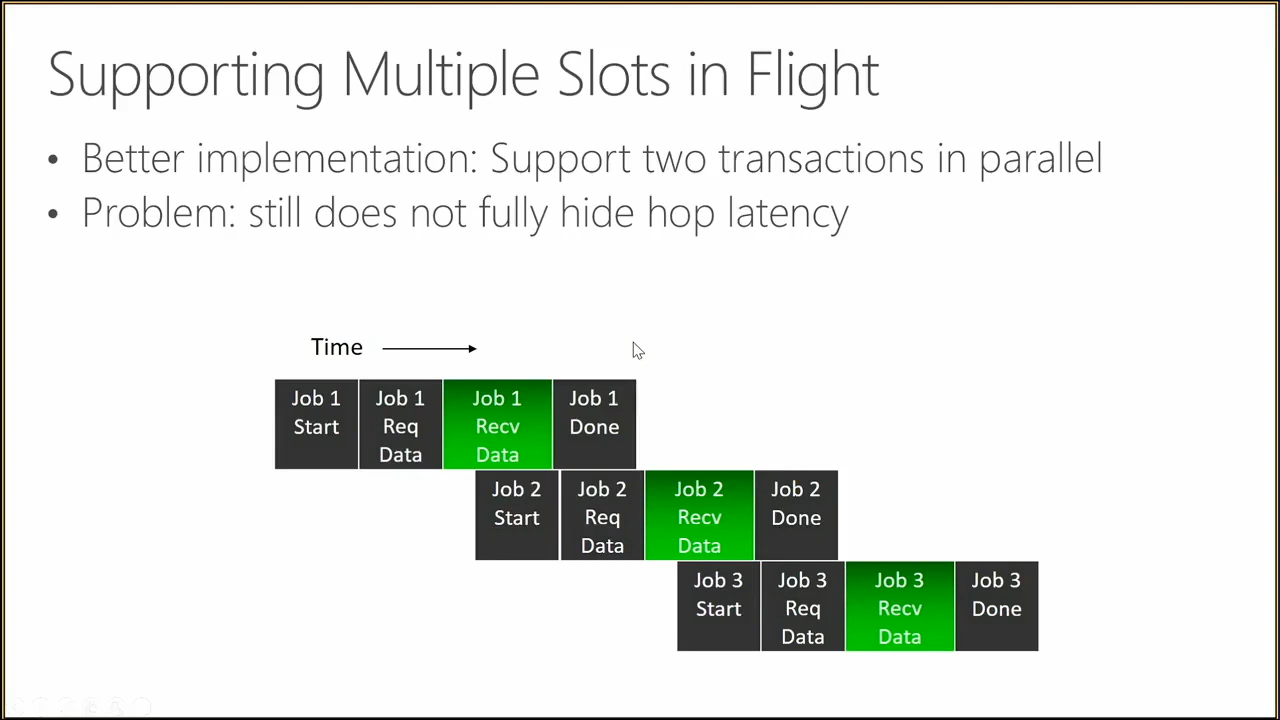 Supporting Multiple Slots in Flight
• Better implementation: Support two transactions in parallel
• Problem: still does not fully hide hop latency
Time
Job 1
Start
Job 1
Req
Data
Job 1
Recv
Data
Job 1
Done
Job 2
Start
Job 2
Req
Data
Job 2
Recv
Data
Job 2
Done
Job 3
Start
Job 3
Req
Data
Job 3
Recv
Data
Job 3
Done